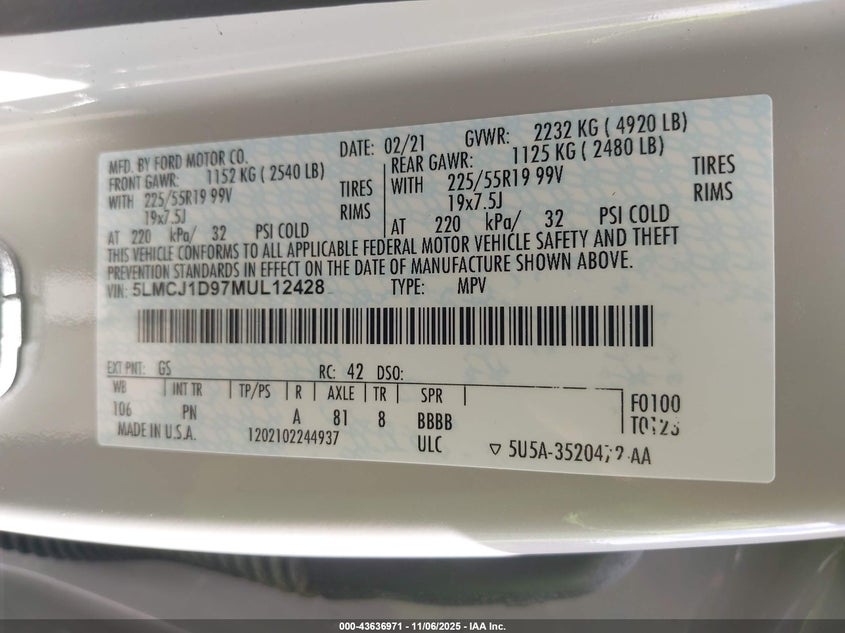 MFD. BY FORD MOTOR CO. DATE: 02/21 GVWR: 2232 KG ( 4920 LB)
FRONT GAWR: 1152 KG ( 2540 LB) REAR GAWR: 1125 KG ( 2480 LB)
WITH 225/55R19 99V TIRES WITH 225/55R19 99V TIRES
19x7.5J RIMS 19x7.5J RIMS
AT 220 kPa/ 32 PSI COLD AT 220 kPa/ 32 PSI COLD
THIS VEHICLE CONFORMS TO ALL APPLICABLE FEDERAL MOTOR VEHICLE SAFETY AND THEFT
PREVENTION STANDARDS IN EFFECT ON THE DATE OF MANUFACTURE SHOWN ABOVE.
VIN: 5LMCJ1D97MUL12428 TYPE: MPV
EXT PNT: GS RC: 42 DSO:
WB INT TR TP/PS R AXLE TR SPR
106 PN A 81 8 BBBB F0100
MADE IN U.S.A. 1202102244937 ULC T0123
▽ 5U5A-3520472-AA
000-43636971 - 11/06/2025 - IAA Inc.